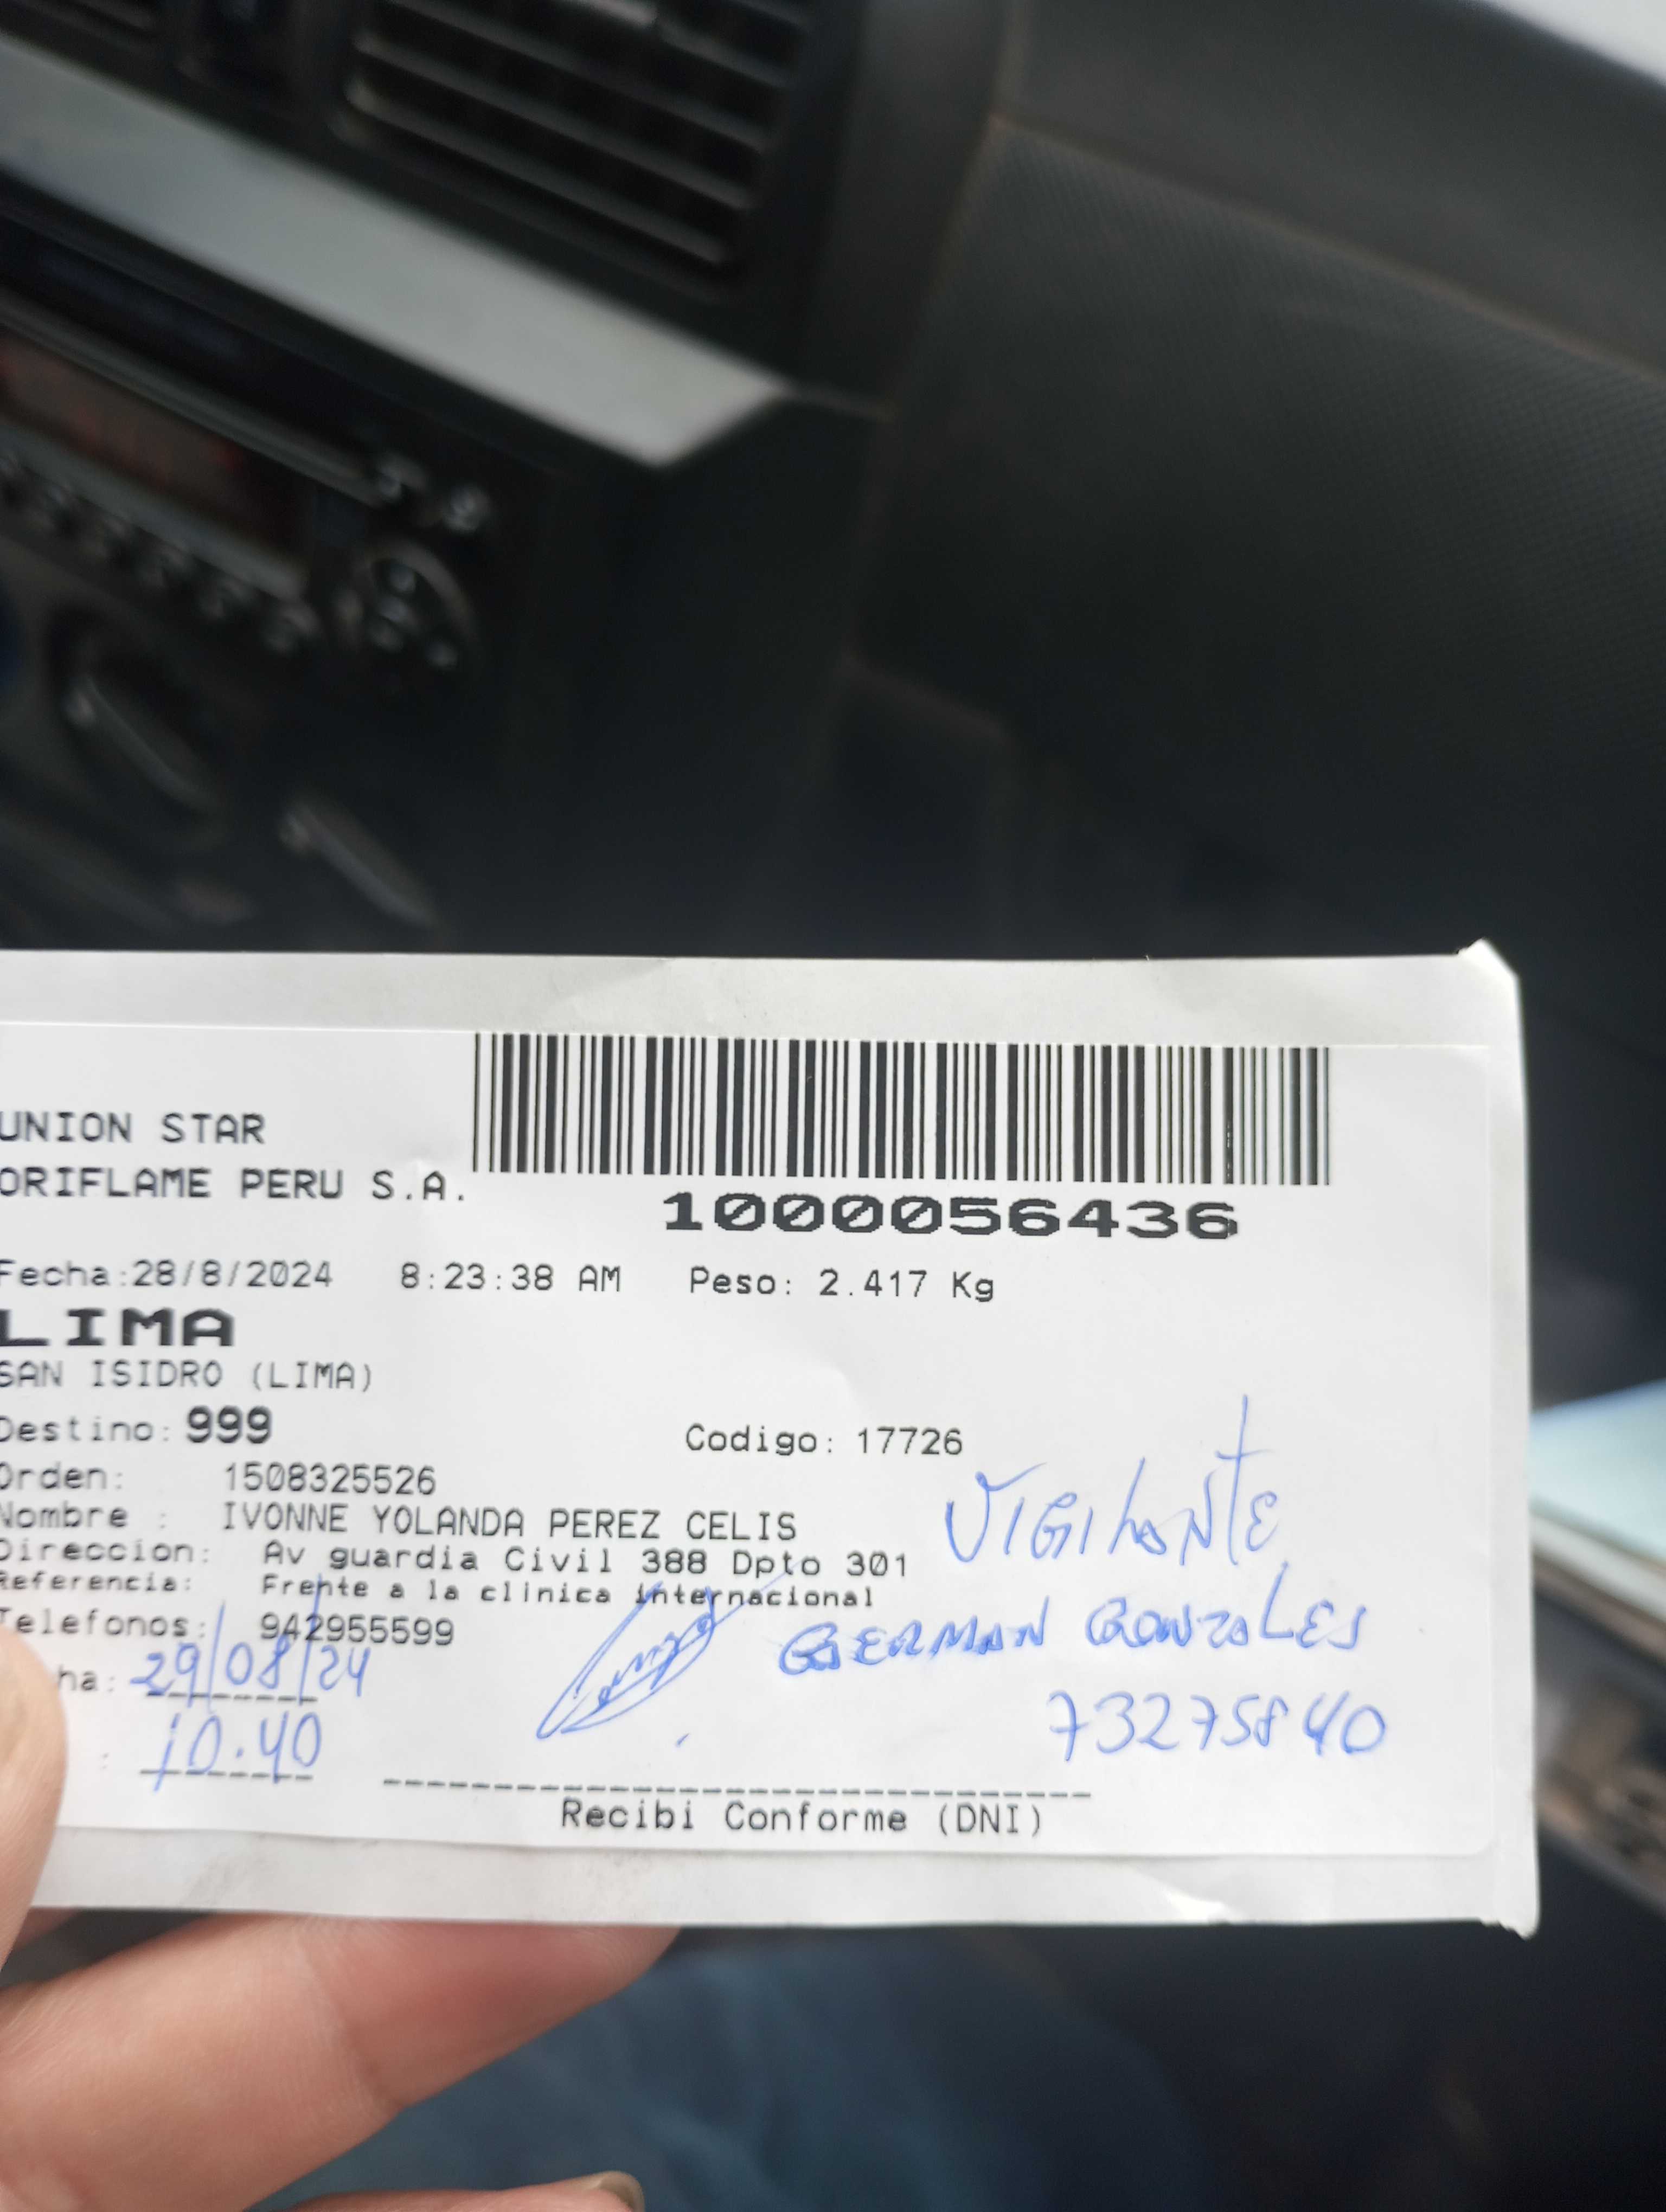 UNION STAR
ORIFLAME PERU S.A.
1000056436
Fecha:28/8/2024 8:23:38 AM Peso: 2.417 Kg
LIMA
SAN ISIDRO (LIMA)
Destino: 999 Codigo: 17726
Orden: 1508325526
Nombre : IVONNE YOLANDA PEREZ CELIS
VIGILANTE
Direccion: Av guardia Civil 388 Dpto 301
Referencia: Frente a la clinica internacional
Telefonos: 942955599
GERMAN GONZALES
ha: 29/08/24
73275840
: 10.40
Recibi Conforme (DNI)